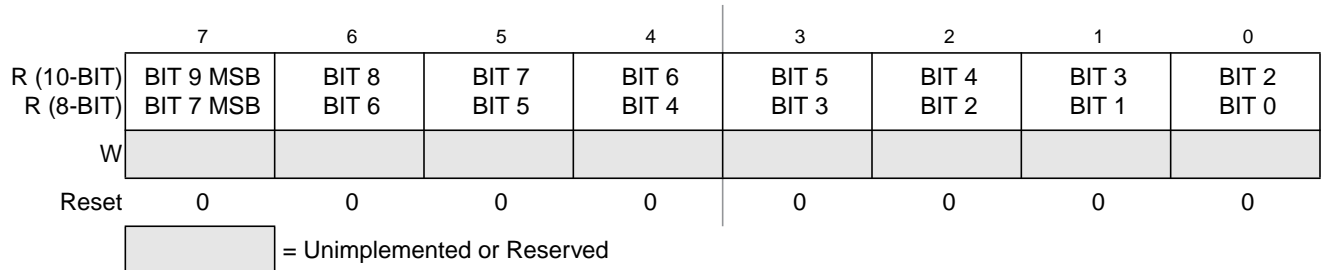 7 6 5 4 3 2 1 0
R (10-BIT) BIT 9 MSB BIT 8 BIT 7 BIT 6 BIT 5 BIT 4 BIT 3 BIT 2
R (8-BIT) BIT 7 MSB BIT 6 BIT 5 BIT 4 BIT 3 BIT 2 BIT 1 BIT 0
W
Reset 0 0 0 0 0 0 0 0
= Unimplemented or Reserved